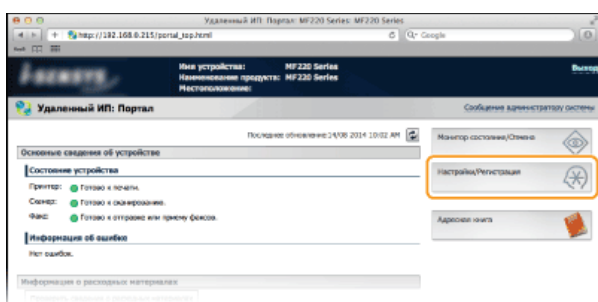 Удаленный ИП: Портал: MF220 Series: MF220 Series
http://192.168.0.215/portal_top.html
Google
Имя устройства: MF220 Series
Наименование продукта: MF220 Series
Местоположение:
Выход
Удаленный ИП: Портал
Сообщение администратору системы
Последнее обновление:14/08 2014 10:02 AM
Монитор состояния/Отмена
Основные сведения об устройстве
Состояние устройства
Настройки/Регистрация
Принтер: Готово к печати.
Сканер: Готово к сканированию.
Факс: Готово к отправке или приему факсов.
Адресная книга
Информация об ошибке
Нет ошибок.
Информация о расходных материалах